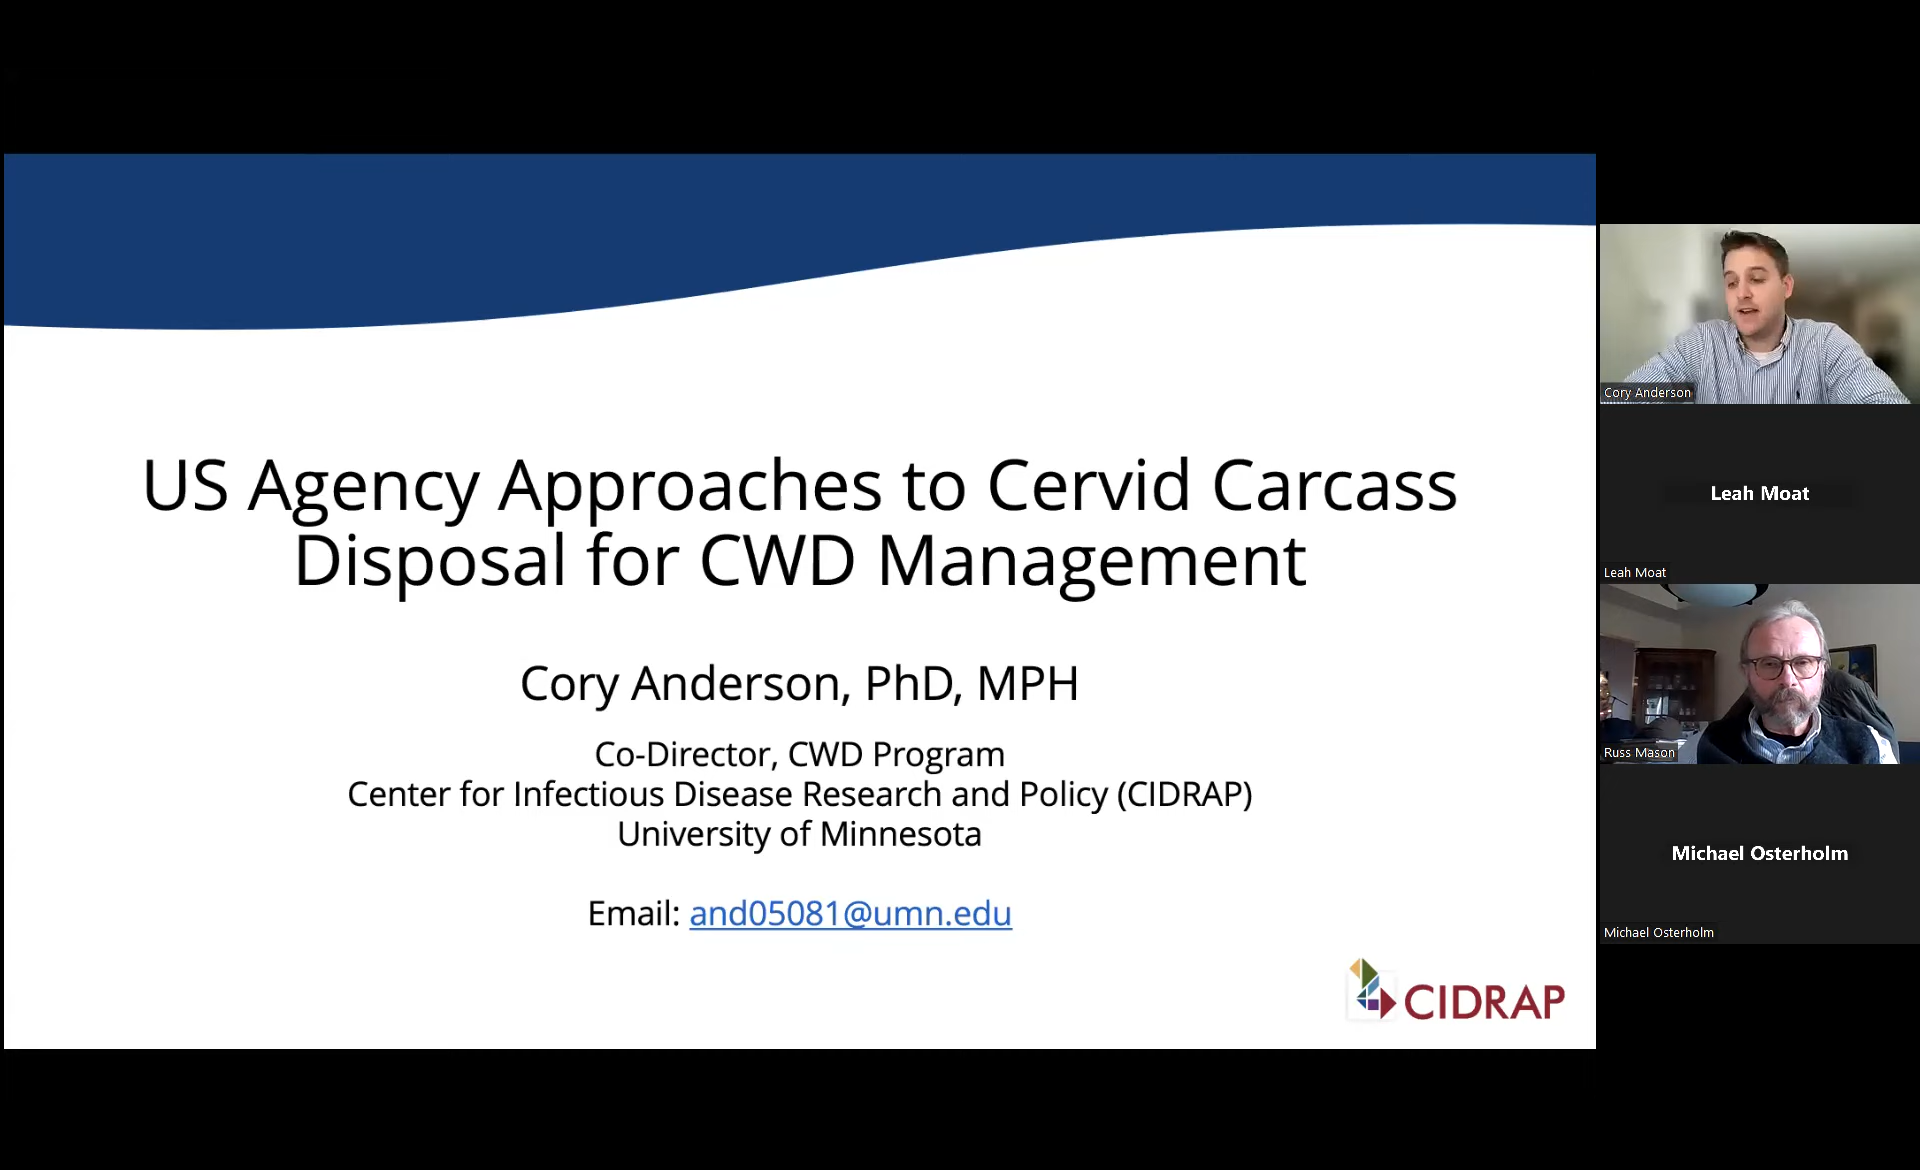 US Agency Approaches to Cervid Carcass
Disposal for CWD Management
Cory Anderson, PhD, MPH
Co-Director, CWD Program
Center for Infectious Disease Research and Policy (CIDRAP)
University of Minnesota
Email: and05081@umn.edu
CIDRAP
Cory Anderson
Leah Moat
Leah Moat
Russ Mason
Michael Osterholm
Michael Osterholm